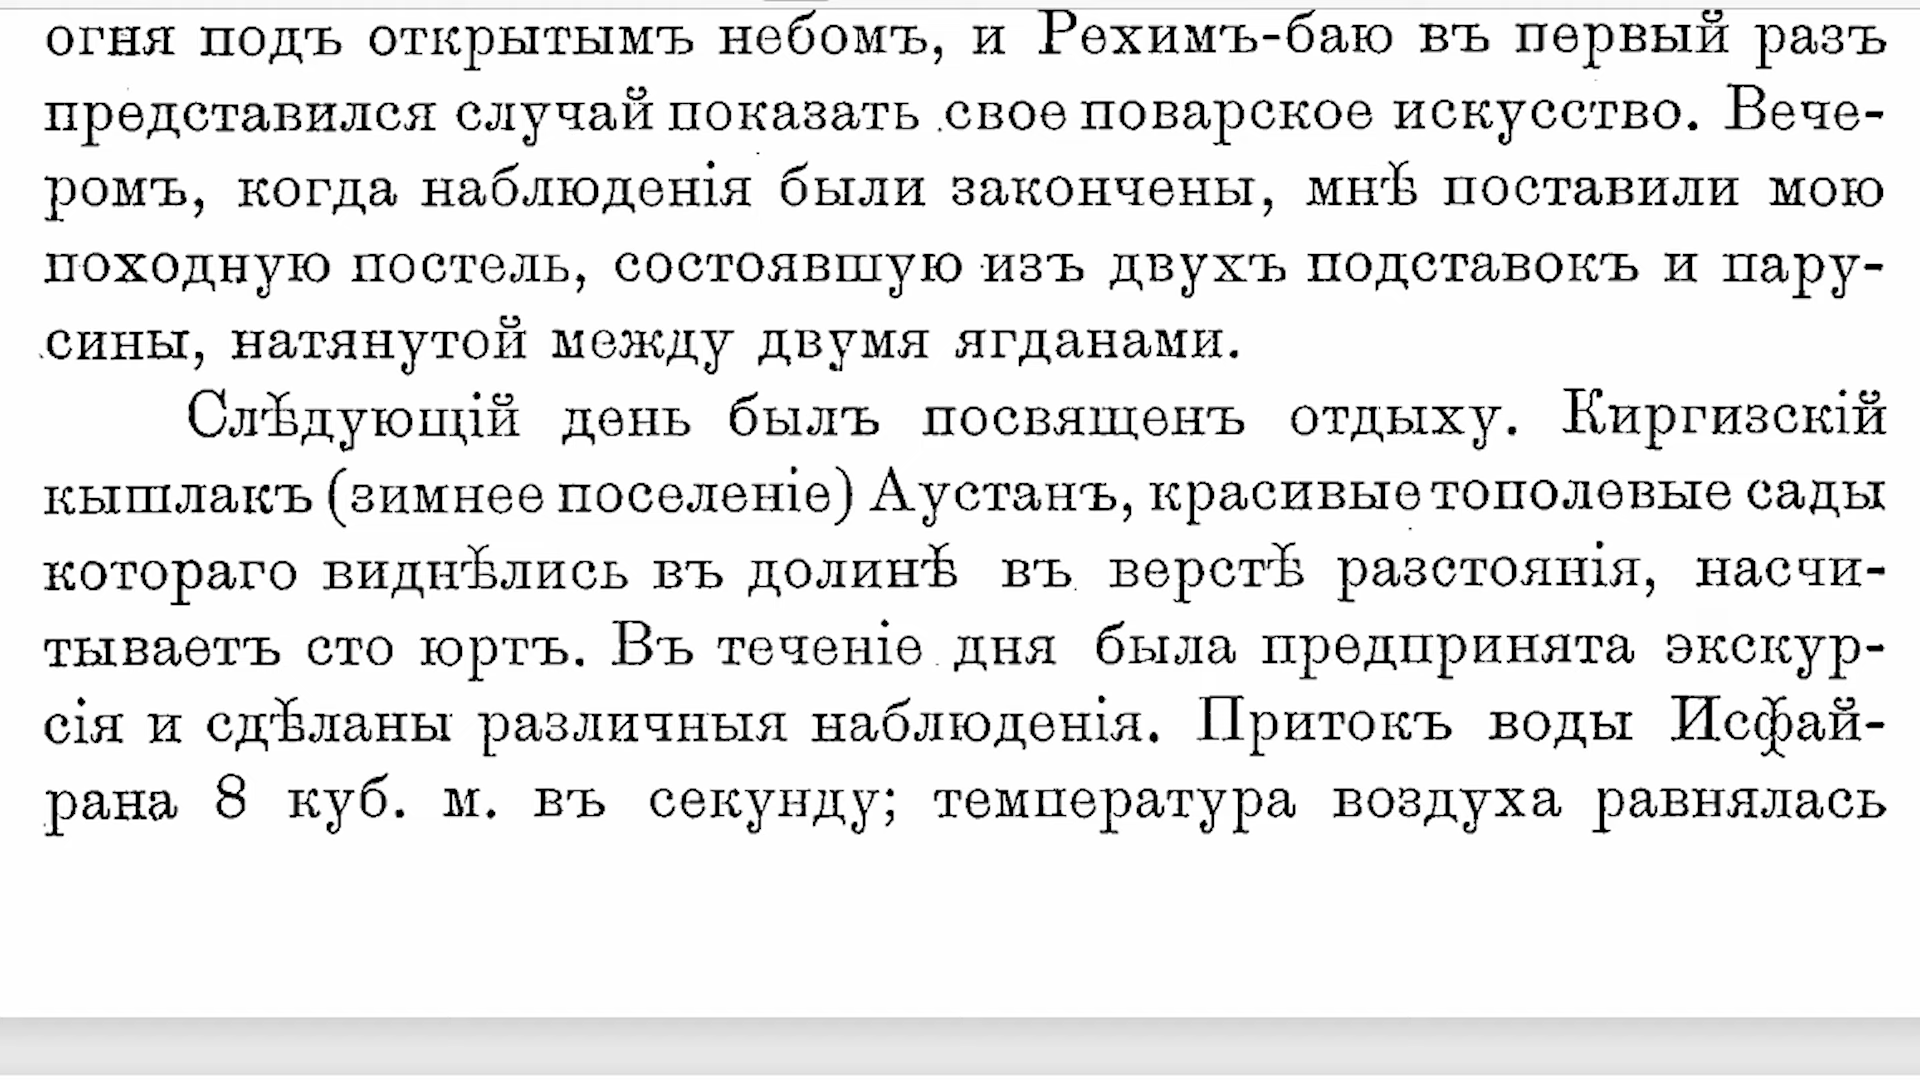 огня подъ открытымъ небомъ, и Рехимъ-баю въ первый разъ
представился случай показать свое поварское искусство. Вече-
ромъ, когда наблюденія были закончены, мнѣ поставили мою
походную постель, состоявшую изъ двухъ подставокъ и пару-
сины, натянутой между двумя ягданами.
Слѣдующій день былъ посвященъ отдыху. Киргизскій
кышлакъ (зимнее поселеніе) Аустанъ, красивые тополевые сады
котораго виднѣлись въ долинѣ въ верстѣ разстоянія, насчи-
тываетъ сто юртъ. Въ теченіе дня была предпринята экскур-
сія и сдѣланы различныя наблюденія. Притокъ воды Исфай-
рана 8 куб. м. въ секунду; температура воздуха равнялась